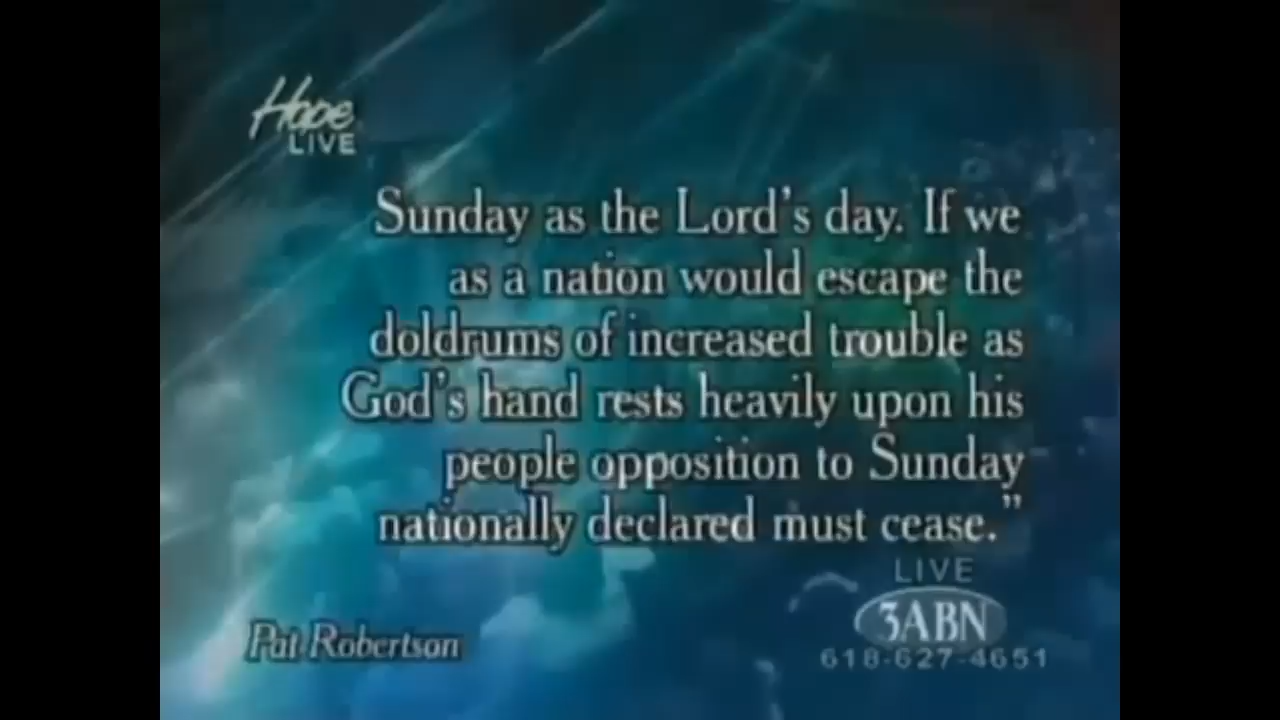 Hope
LIVE
Sunday as the Lord's day. If we
as a nation would escape the
doldrums of increased trouble as
God's hand rests heavily upon his
people opposition to Sunday
nationally declared must cease."
LIVE
3ABN
618-627-4651
Pat Robertson